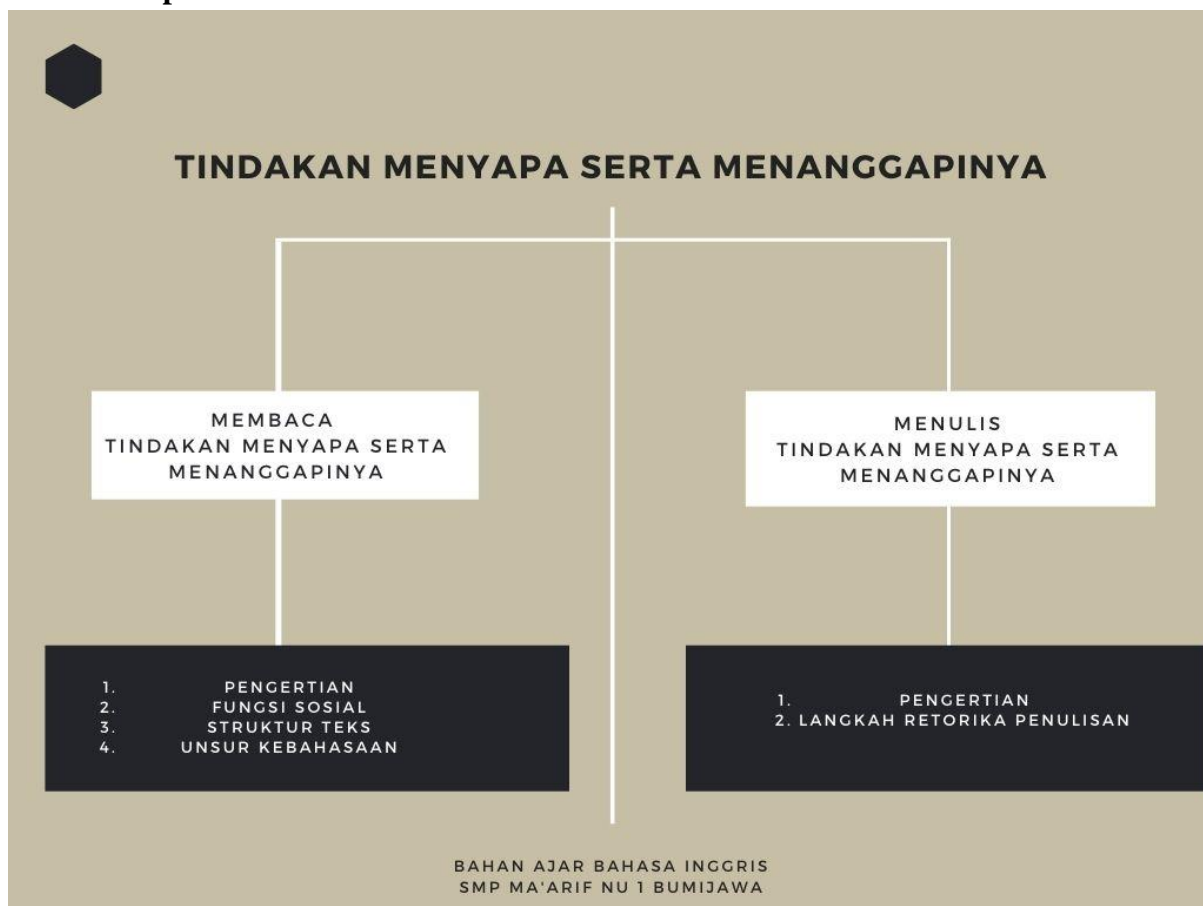 TINDAKAN MENYAPA SERTA MENANGGAPINYA
MEMBACA
TINDAKAN MENYAPA SERTA
MENANGGAPINYA
1. PENGERTIAN
2. FUNGSI SOSIAL
3. STRUKTUR TEKS
4. UNSUR KEBAHASAAN
MENULIS
TINDAKAN MENYAPA SERTA
MENANGGAPINYA
1. PENGERTIAN
2. LANGKAH RETORIKA PENULISAN
BAHAN AJAR BAHASA INGGRIS
SMP MA'ARIF NU 1 BUMIJAWA